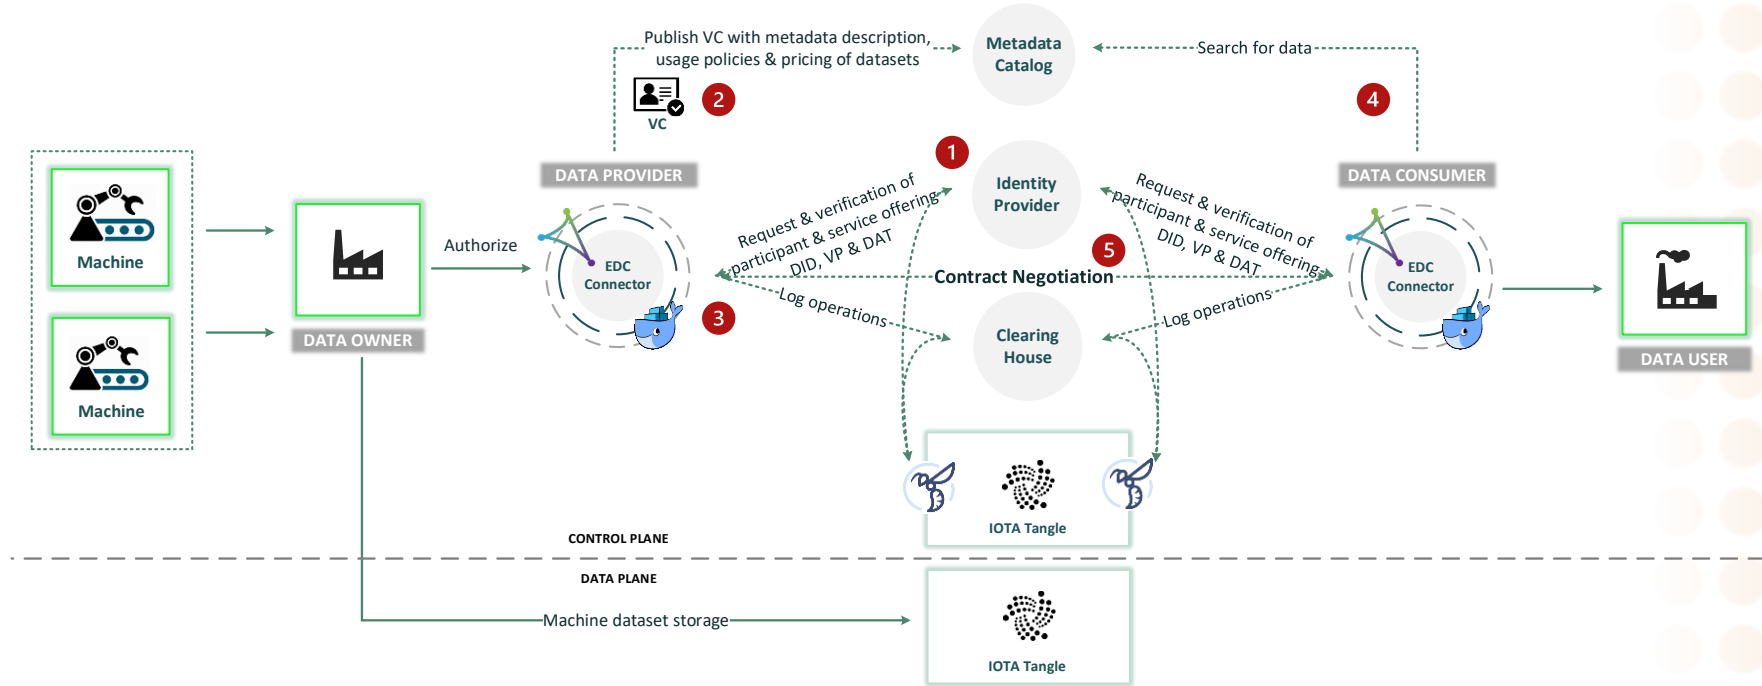 Publish VC with metadata description,
usage policies & pricing of datasets
Metadata
Catalog
Search for data
2
VC
4
1
DATA PROVIDER
Identity
Provider
DATA CONSUMER
Machine
Authorize
EDC
Connector
Request & verification of
participant & service offering
DID, VP & DAT
Request & verification of
participant & service offering
DID, VP & DAT
5
Contract Negotiation
EDC
Connector
Log operations
Log operations
3
DATA OWNER
Clearing
House
DATA USER
Machine
IOTA Tangle
CONTROL PLANE
DATA PLANE
Machine dataset storage
IOTA Tangle